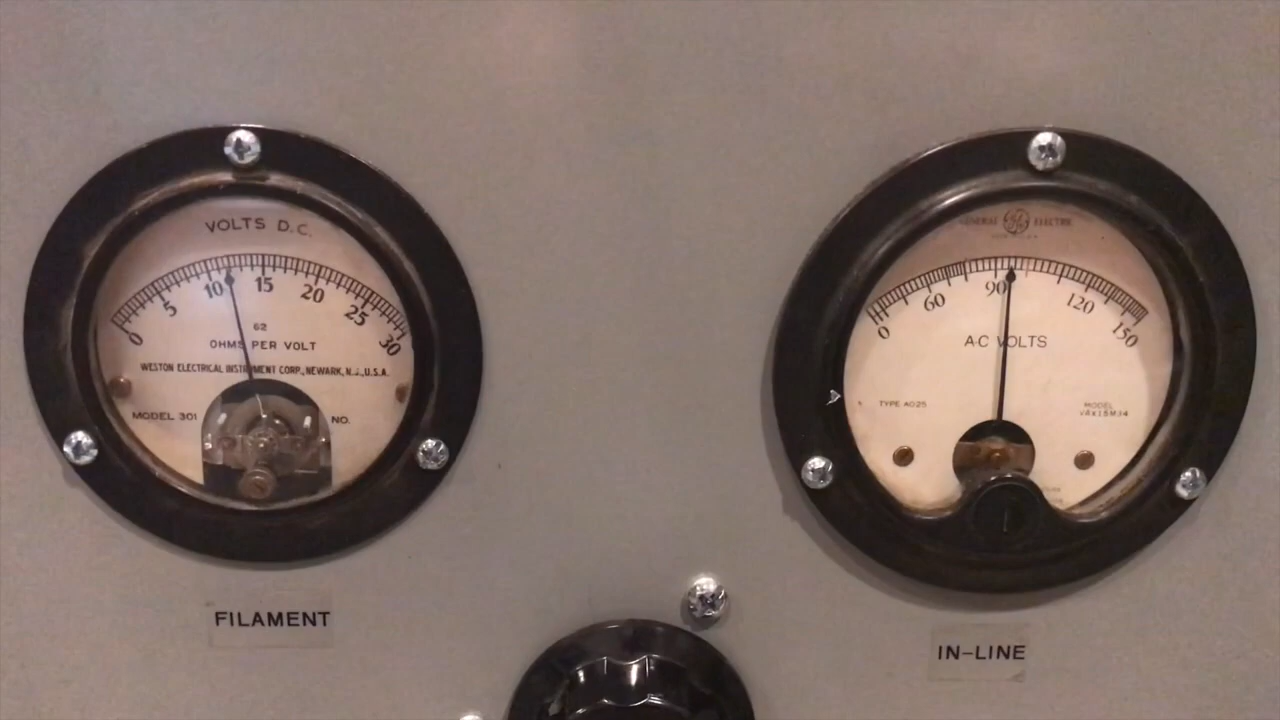 VOLTS D.C.
0 5 10 15 20 25 30
62
OHMS PER VOLT
WESTON ELECTRICAL INSTRUMENT CORP., NEWARK, N.J., U.S.A.
MODEL 301
NO.
FILAMENT
GENERAL GE ELECTRIC
0 60 90 120 150
A-C VOLTS
TYPE AO25
MODEL
IN-LINE